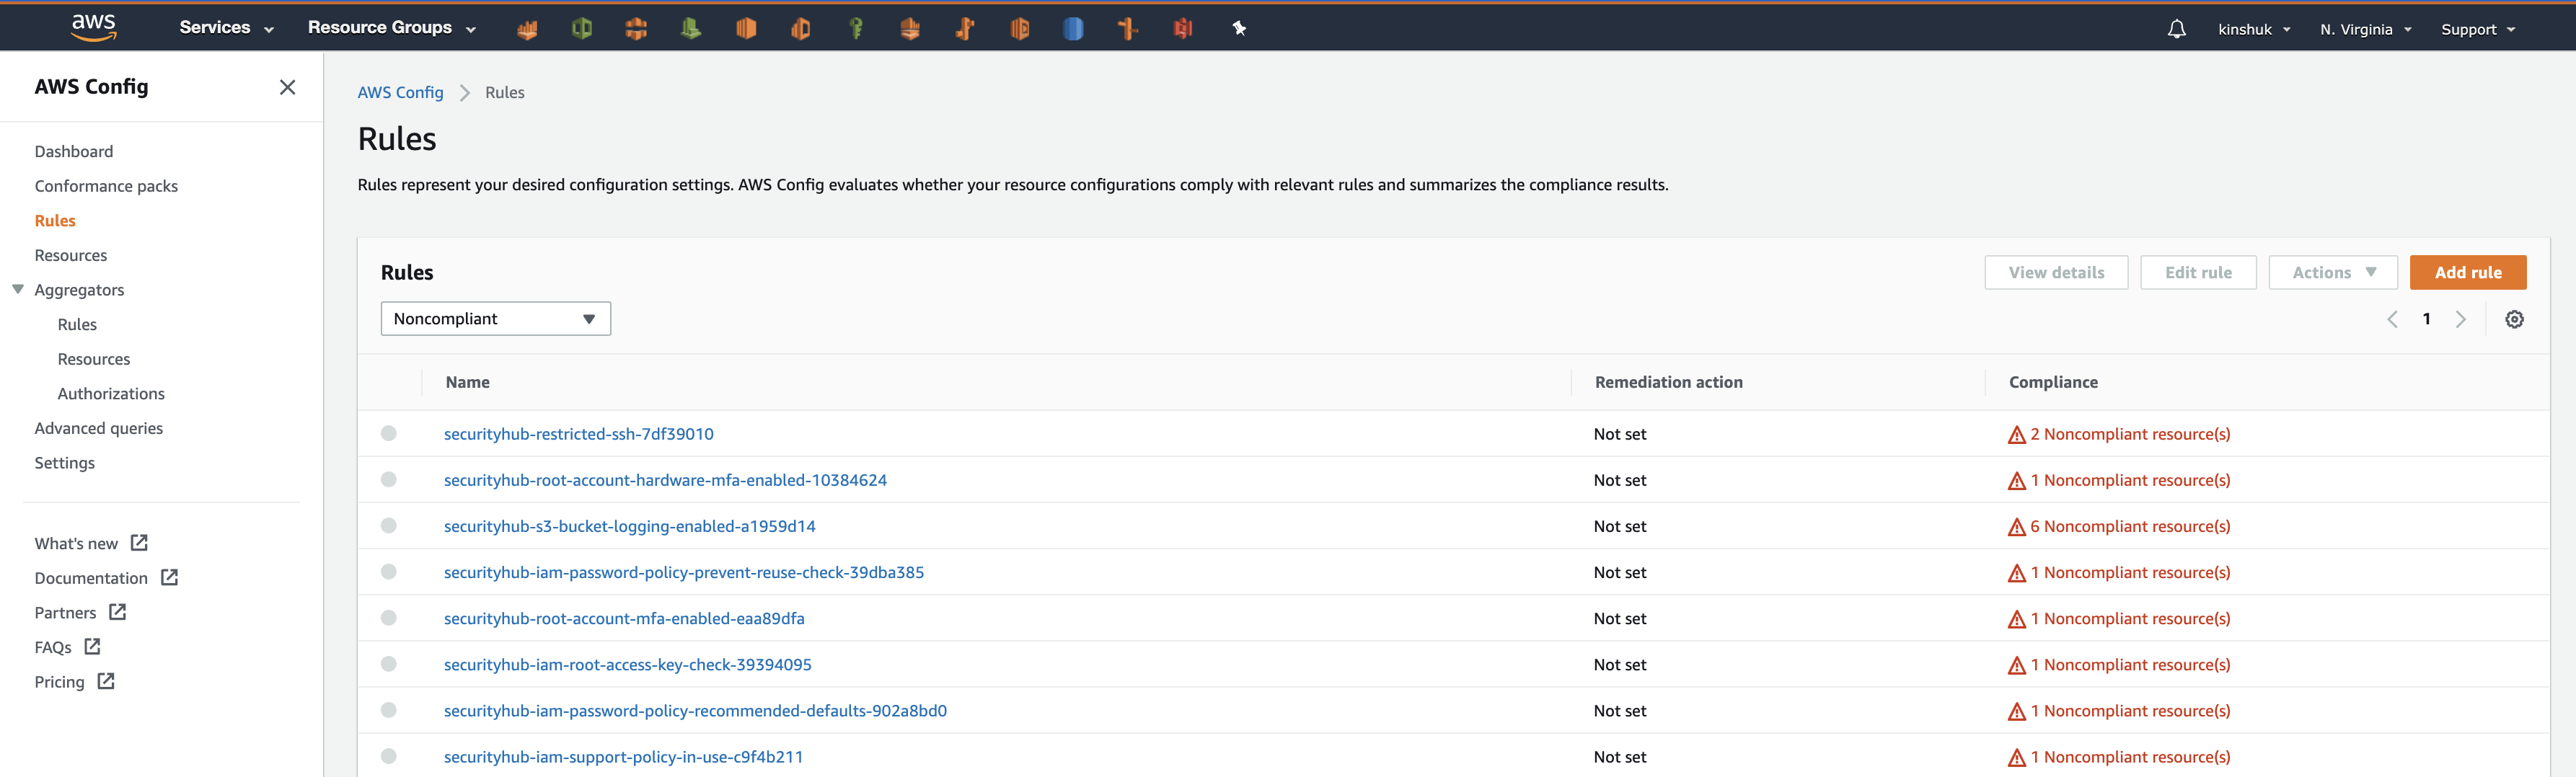 aws Services Resource Groups kinshuk N. Virginia Support
AWS Config
Dashboard
Conformance packs
Rules
Resources
Aggregators
Rules
Resources
Authorizations
Advanced queries
Settings
What's new
Documentation
Partners
FAQs
Pricing
AWS Config Rules
Rules
Rules represent your desired configuration settings. AWS Config evaluates whether your resource configurations comply with relevant rules and summarizes the compliance results.
Rules View details Edit rule Actions Add rule
Noncompliant 1
Name Remediation action Compliance
securityhub-restricted-ssh-7df39010 Not set 2 Noncompliant resource(s)
securityhub-root-account-hardware-mfa-enabled-10384624 Not set 1 Noncompliant resource(s)
securityhub-s3-bucket-logging-enabled-a1959d14 Not set 6 Noncompliant resource(s)
securityhub-iam-password-policy-prevent-reuse-check-39dba385 Not set 1 Noncompliant resource(s)
securityhub-root-account-mfa-enabled-eaa89dfa Not set 1 Noncompliant resource(s)
securityhub-iam-root-access-key-check-39394095 Not set 1 Noncompliant resource(s)
securityhub-iam-password-policy-recommended-defaults-902a8bd0 Not set 1 Noncompliant resource(s)
securityhub-iam-support-policy-in-use-c9f4b211 Not set 1 Noncompliant resource(s)